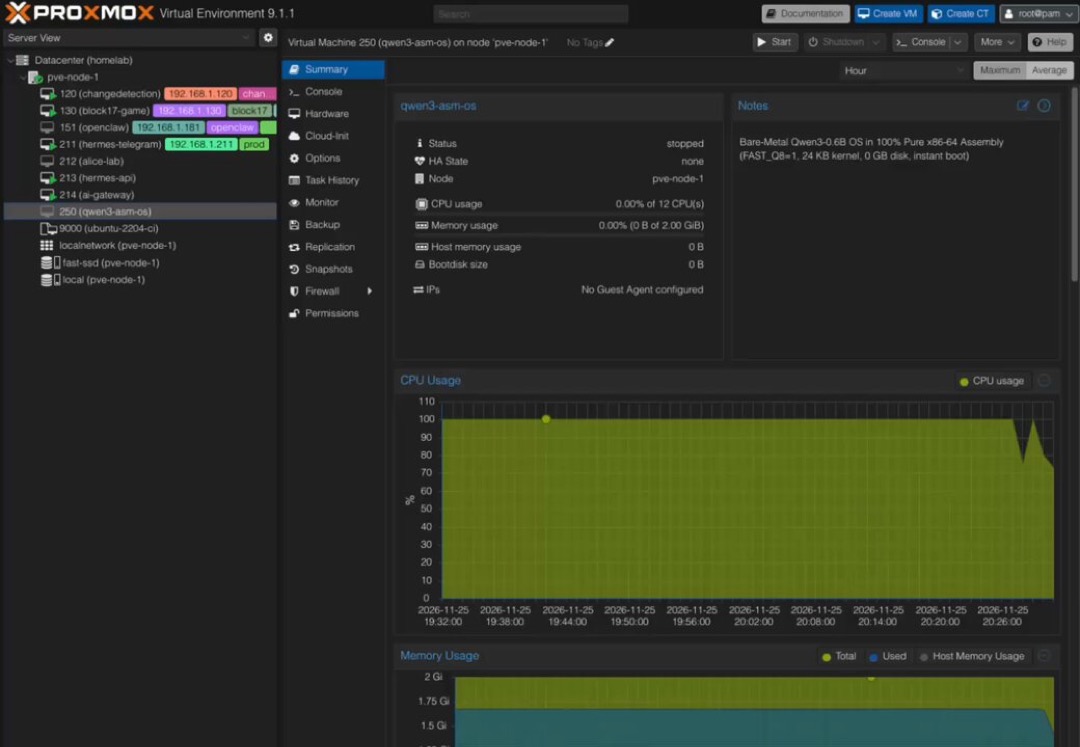 PROXMOX Virtual Environment 9.1.1
Search
Documentation
Create VM
Create CT
root@pam
Server View
Virtual Machine 250 (qwen3-asm-os) on node 'pve-node-1'
No Tags
Start
Shutdown
Console
More
Help
Datacenter (homelab)
pve-node-1
120 (changedetection) 192.168.1.120 chan
130 (block17-game) 192.168.1.130 block17
151 (openclaw) 192.168.1.181 openclaw
211 (hermes-telegram) 192.168.1.211 prod
212 (alice-lab)
213 (hermes-api)
214 (ai-gateway)
250 (qwen3-asm-os)
9000 (ubuntu-2204-ci)
localnetwork (pve-node-1)
fast-ssd (pve-node-1)
local (pve-node-1)
Summary
Console
Hardware
Cloud-Init
Options
Task History
Monitor
Backup
Replication
Snapshots
Firewall
Permissions
Hour
Maximum
Average
qwen3-asm-os
Status stopped
HA State none
Node pve-node-1
CPU usage 0.00% of 12 CPU(s)
Memory usage 0.00% (0 B of 2.00 GiB)
Host memory usage 0 B
Bootdisk size 0 B
IPs No Guest Agent configured
Notes
Bare-Metal Qwen3-0.6B OS in 100% Pure x86-64 Assembly
(FAST_Q8=1, 24 KB kernel, 0 GB disk, instant boot)
CPU Usage
CPU usage
110
100
90
80
70
60
50
40
30
20
10
0
%
2026-11-25 2026-11-25 2026-11-25 2026-11-25 2026-11-25 2026-11-25 2026-11-25 2026-11-25 2026-11-25 2026-11-25
19:32:00 19:38:00 19:44:00 19:50:00 19:56:00 20:02:00 20:08:00 20:14:00 20:20:00 20:26:00
Memory Usage
Total
Used
Host Memory Usage
2 Gi
1.75 Gi
1.5 Gi